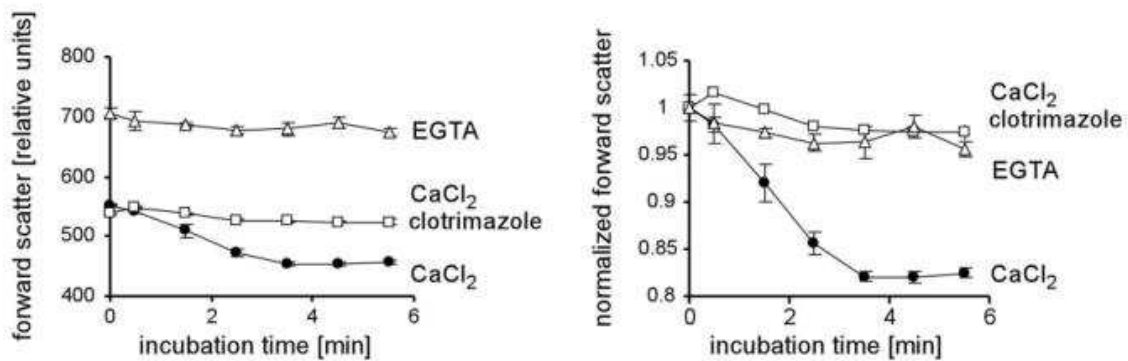 forward scatter [relative units]
800
700
600
500
400
0
2
4
6
incubation time [min]
EGTA
CaCl₂
clotrimazole
CaCl₂
normalized forward scatter
1.05
1
0.95
0.9
0.85
0.8
0
2
4
6
incubation time [min]
CaCl₂
clotrimazole
EGTA
CaCl₂